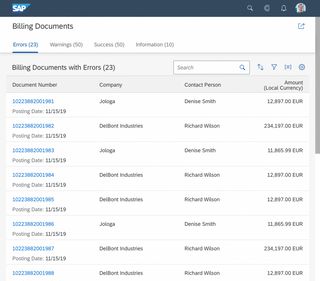 SAP
Billing Documents
Errors (23) Warnings (50) Success (50) Information (10)
Billing Documents with Errors (23) Search
Document Number Company Contact Person Amount
(Local Currency)
10223882001981 Jologa Denise Smith 12,897.00 EUR
Posting Date: 11/15/19
10223882001982 DelBont Industries Richard Wilson 234,197.00 EUR
Posting Date: 11/15/19
10223882001983 Jologa Denise Smith 11,865.99 EUR
Posting Date: 11/15/19
10223882001984 DelBont Industries Richard Wilson 12,897.00 EUR
Posting Date: 11/15/19
10223882001985 DelBont Industries Richard Wilson 12,897.00 EUR
Posting Date: 11/15/19
10223882001986 Jologa Denise Smith 11,865.99 EUR
Posting Date: 11/15/19
10223882001987 DelBont Industries Richard Wilson 234,197.00 EUR
Posting Date: 11/15/19
10223882001988 DelBont Industries Richard Wilson 12,897.00 EUR